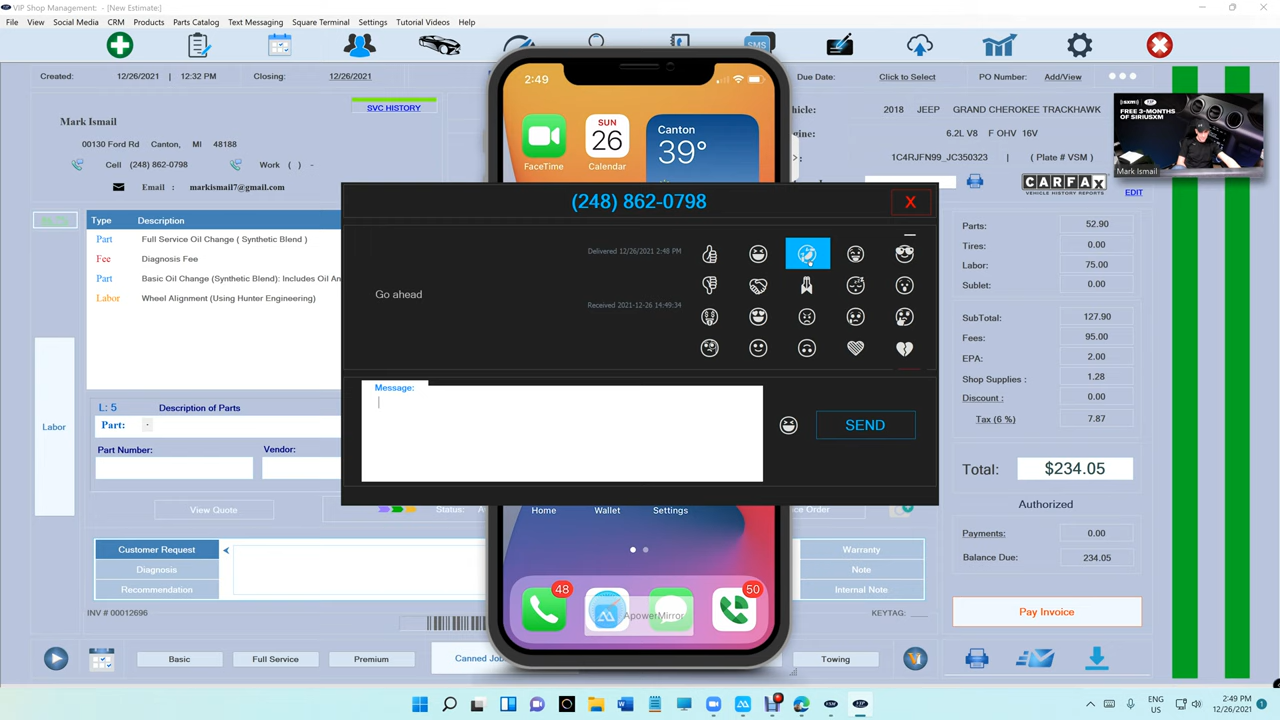 VIP Shop Management: - [New Estimate:]
File View Social Media CRM Products Parts Catalog Text Messaging Square Terminal Settings Tutorial Videos Help
SMS
Created: 12/26/2021 | 12:32 PM Closing: 12/26/2021
Due Date: Click to Select PO Number: Add/View
2:49
SVC HISTORY
Mark Ismail
00130 Ford Rd Canton, MI 48188
Cell (248) 862-0798 Work ( ) -
Email : markismail7@gmail.com
FaceTime
SUN
26
Calendar
Canton
39°
2018 JEEP GRAND CHEROKEE TRACKHAWK
6.2L V8 F OHV 16V
1C4RJFN99_JC350323 | ( Plate # VSM )
CARFAX
VEHICLE HISTORY REPORTS
EDIT
FREE 3-MONTHS
OF SIRIUSXM
Mark Ismail
Type Description
Part Full Service Oil Change ( Synthetic Blend )
Fee Diagnosis Fee
Part Basic Oil Change (Synthetic Blend): Includes Oil An
Labor Wheel Alignment (Using Hunter Engineering)
(248) 862-0798
X
Delivered 12/26/2021 2:48 PM
Go ahead
Received 2021-12-26 14:49:34
Message:
SEND
Parts: 52.90
Tires: 0.00
Labor: 75.00
Sublet: 0.00
SubTotal: 127.90
Fees: 95.00
EPA: 2.00
Shop Supplies : 1.28
Discount : 0.00
Tax (6 %) 7.87
Total: $234.05
Authorized
Payments: 0.00
Balance Due: 234.05
Pay Invoice
Labor
L: 5 Description of Parts
Part:
Part Number: Vendor:
View Quote
Status:
Home Wallet Settings
Customer Request
Diagnosis
Recommendation
Warranty
Note
Internal Note
INV # 00012696
KEYTAG:
48
50
ApowerMirror
Basic Full Service Premium
Towing
ENG
US
2:49 PM
12/26/2021